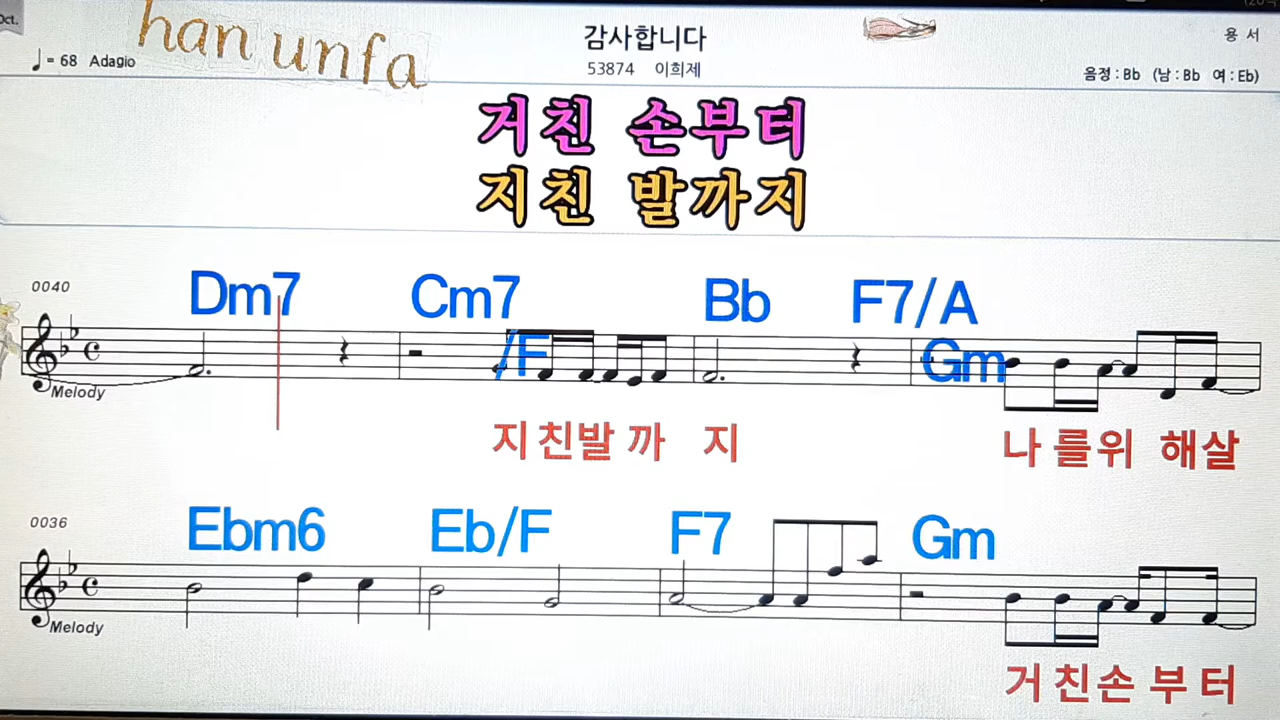 Oct.
han unfa
감사합니다
용 서
♩= 68 Adagio
53874 이희제
음정 : Bb (남 : Bb 여 : Eb)
거친 손부터
지친 발까지
0040
Dm7 Cm7 /F Bb F7/A Gm
Melody
지 친발 까 지 나 를위 해살
0036
Ebm6 Eb/F F7 Gm
Melody
거 친손 부 터